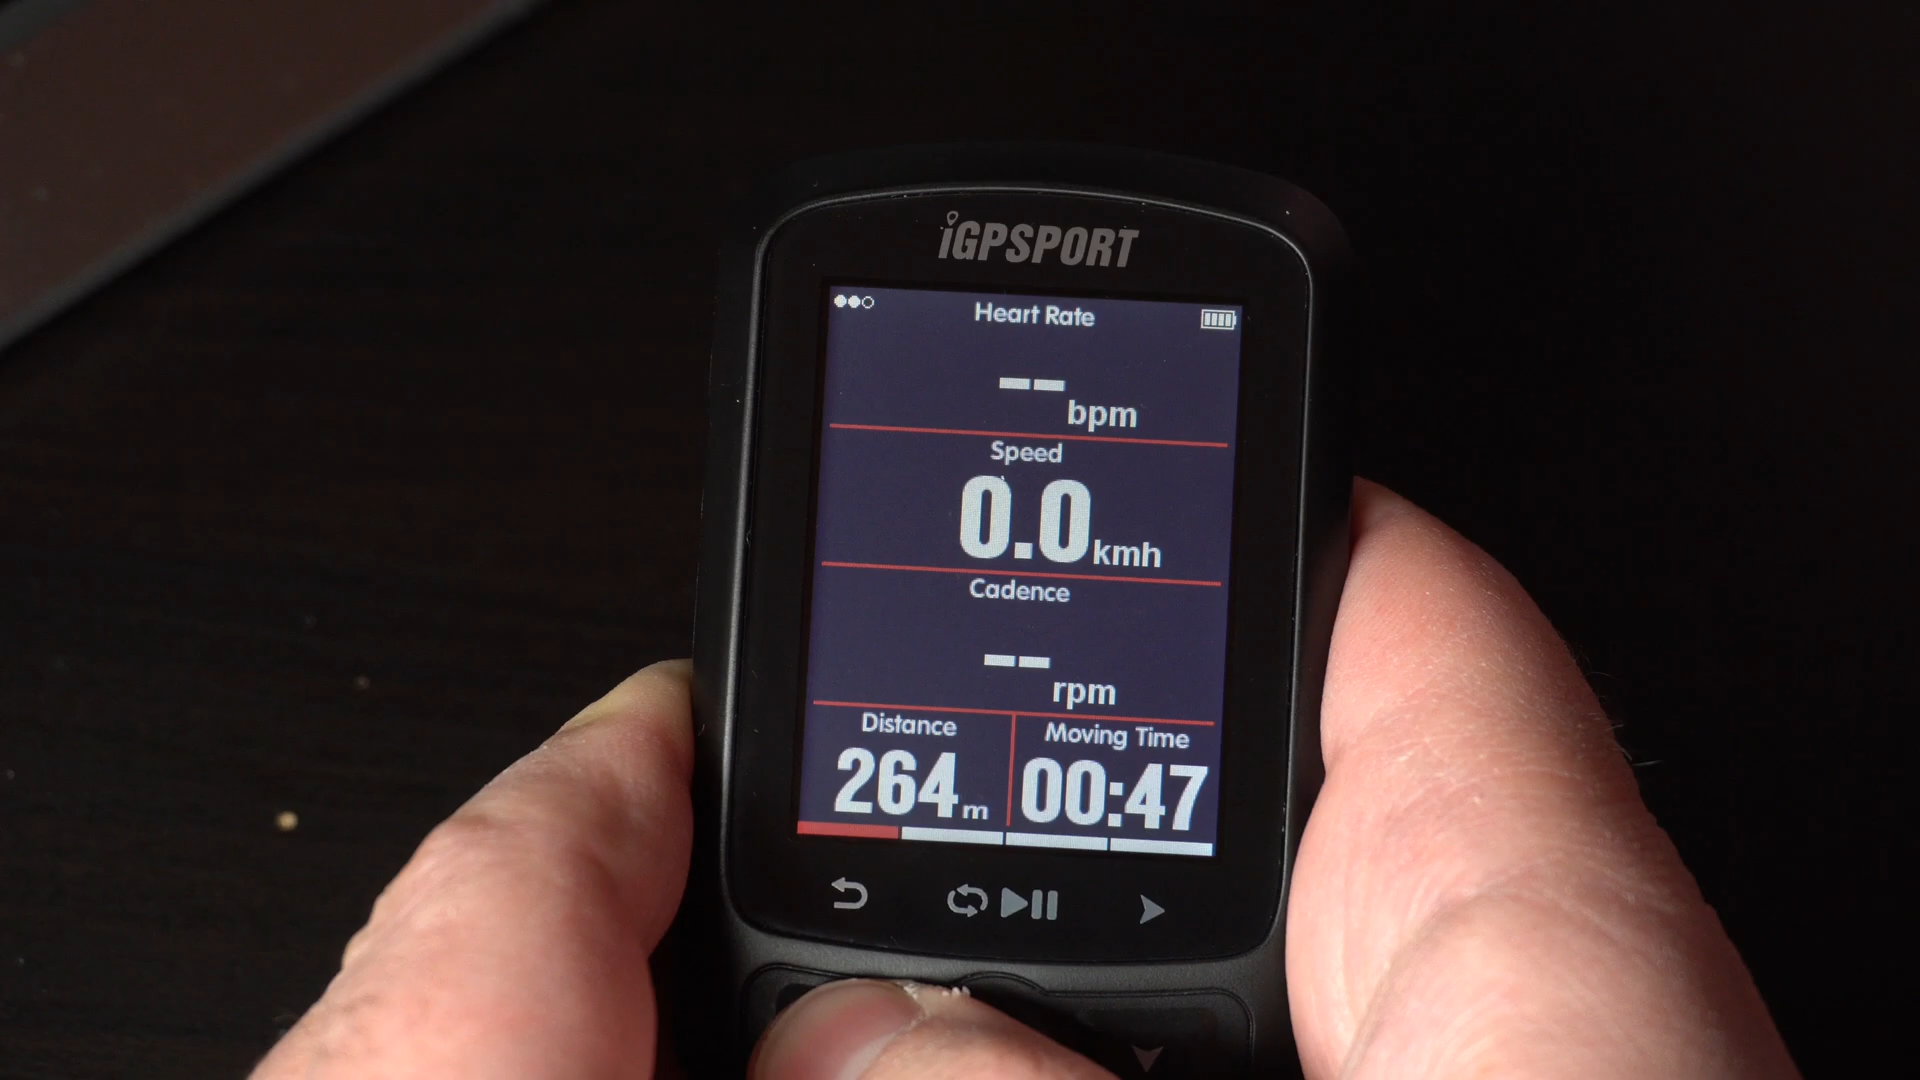 iGPSPORT
Heart Rate
-- bpm
Speed
0.0 kmh
Cadence
-- rpm
Distance
264 m
Moving Time
00:47